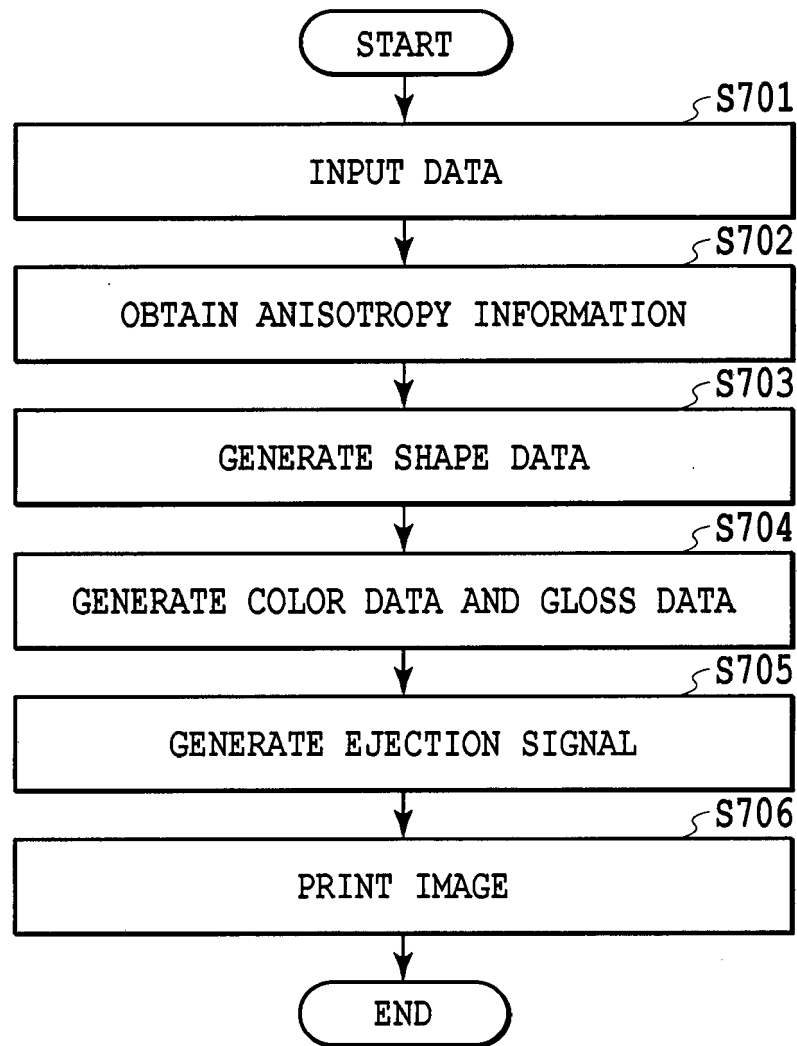 START
S701
INPUT DATA
S702
OBTAIN ANISOTROPY INFORMATION
S703
GENERATE SHAPE DATA
S704
GENERATE COLOR DATA AND GLOSS DATA
S705
GENERATE EJECTION SIGNAL
S706
PRINT IMAGE
END